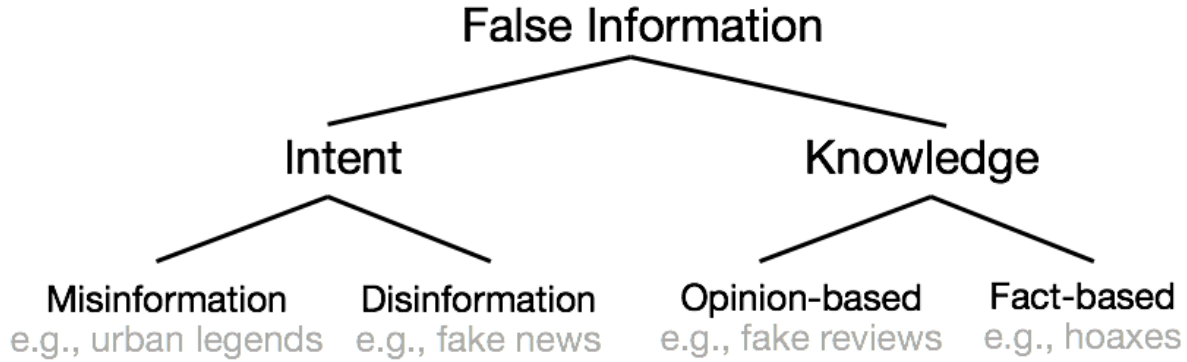 False Information
Intent
Knowledge
Misinformation
e.g., urban legends
Disinformation
e.g., fake news
Opinion-based
e.g., fake reviews
Fact-based
e.g., hoaxes